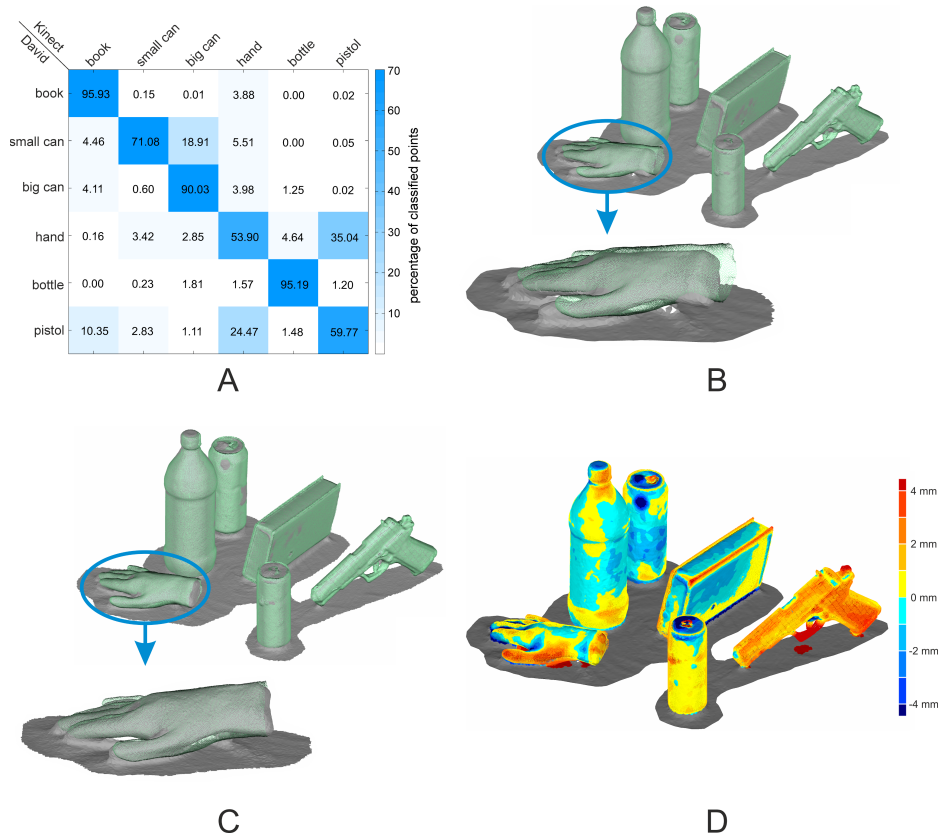 Kinect
David
book
small can
big can
hand
bottle
pistol
book 95.93 0.15 0.01 3.88 0.00 0.02
small can 4.46 71.08 18.91 5.51 0.00 0.05
big can 4.11 0.60 90.03 3.98 1.25 0.02
hand 0.16 3.42 2.85 53.90 4.64 35.04
bottle 0.00 0.23 1.81 1.57 95.19 1.20
pistol 10.35 2.83 1.11 24.47 1.48 59.77
70
60
50
40
30
20
10
percentage of classified points
A
B
4 mm
2 mm
0 mm
-2 mm
-4 mm
C
D